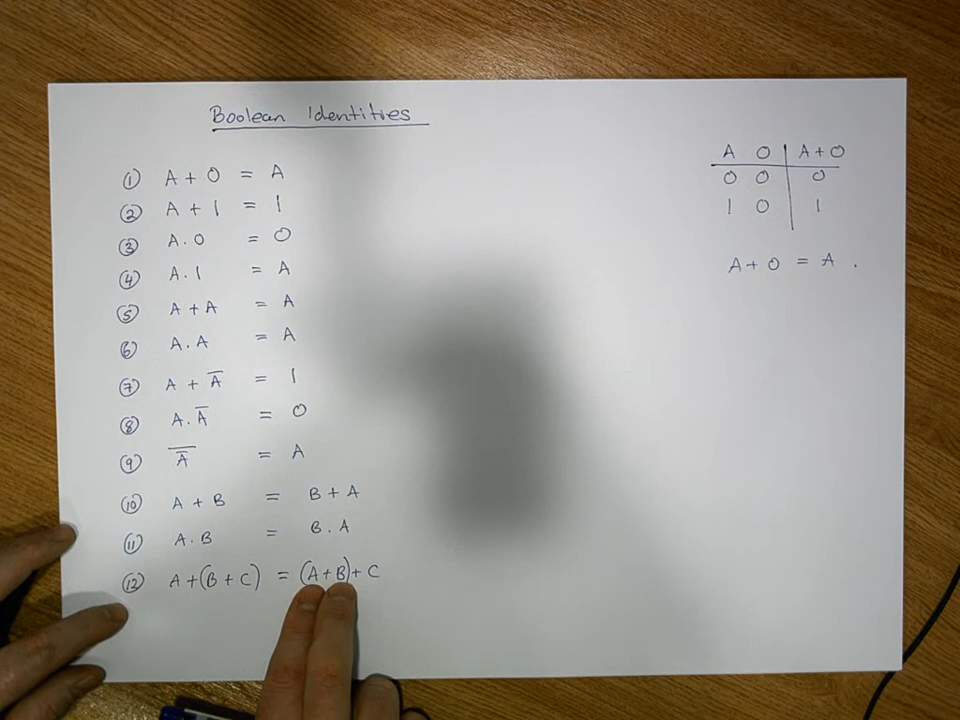 Boolean Identities
① A + 0 = A
② A + 1 = 1
③ A . 0 = 0
④ A . 1 = A
⑤ A + A = A
⑥ A . A = A
⑦ A + A̅ = 1
⑧ A . A̅ = 0
⑨ A̿ = A
⑩ A + B = B + A
⑪ A . B = B . A
⑫ A + (B + C) = (A + B) + C
A 0 | A + 0
0 0 | 0
1 0 | 1
A + 0 = A .